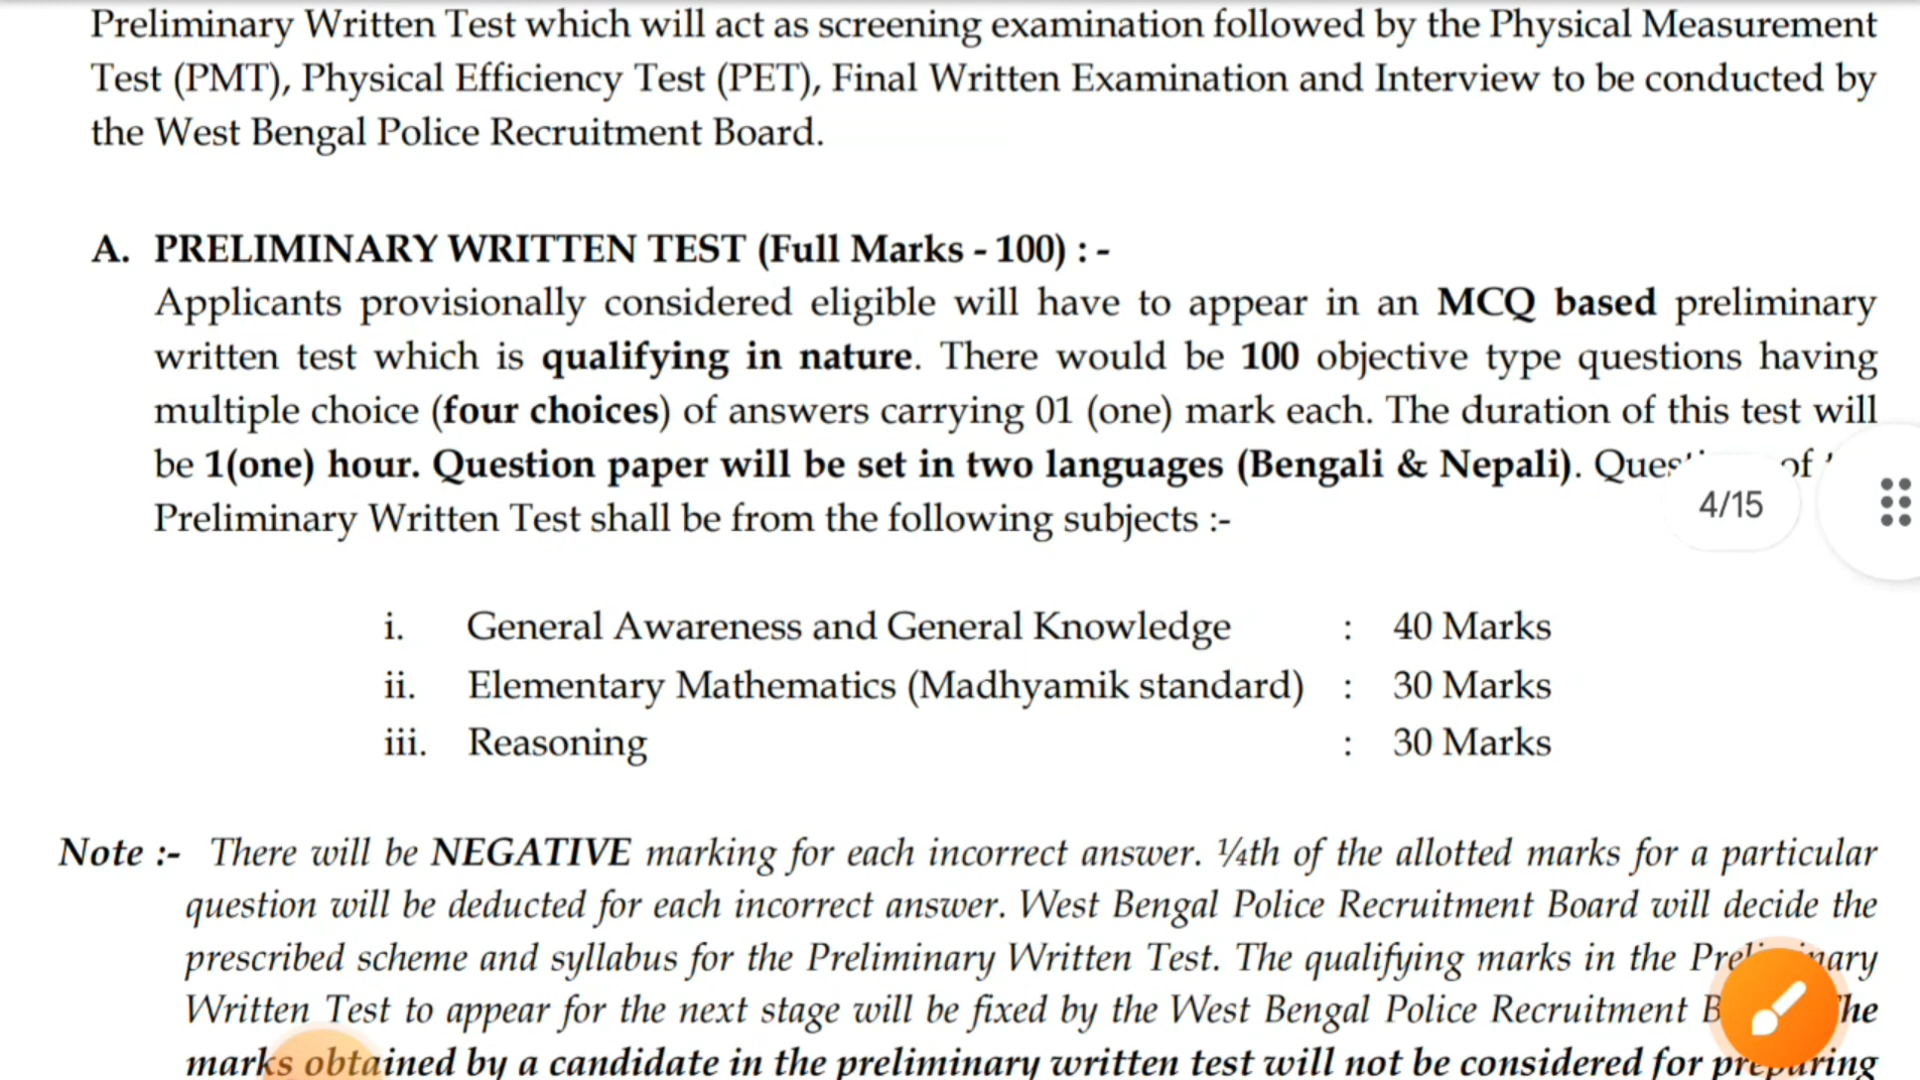 Preliminary Written Test which will act as screening examination followed by the Physical Measurement
Test (PMT), Physical Efficiency Test (PET), Final Written Examination and Interview to be conducted by
the West Bengal Police Recruitment Board.
A. PRELIMINARY WRITTEN TEST (Full Marks - 100) : -
Applicants provisionally considered eligible will have to appear in an MCQ based preliminary
written test which is qualifying in nature. There would be 100 objective type questions having
multiple choice (four choices) of answers carrying 01 (one) mark each. The duration of this test will
be 1(one) hour. Question paper will be set in two languages (Bengali & Nepali). of
Preliminary Written Test shall be from the following subjects :-
4/15
i. General Awareness and General Knowledge : 40 Marks
ii. Elementary Mathematics (Madhyamik standard) : 30 Marks
iii. Reasoning : 30 Marks
Note :- There will be NEGATIVE marking for each incorrect answer. ¼th of the allotted marks for a particular
question will be deducted for each incorrect answer. West Bengal Police Recruitment Board will decide the
prescribed scheme and syllabus for the Preliminary Written Test. The qualifying marks in the
Written Test to appear for the next stage will be fixed by the West Bengal Police Recruitment
marks obtained by a candidate in the preliminary written test will not be considered for preparing